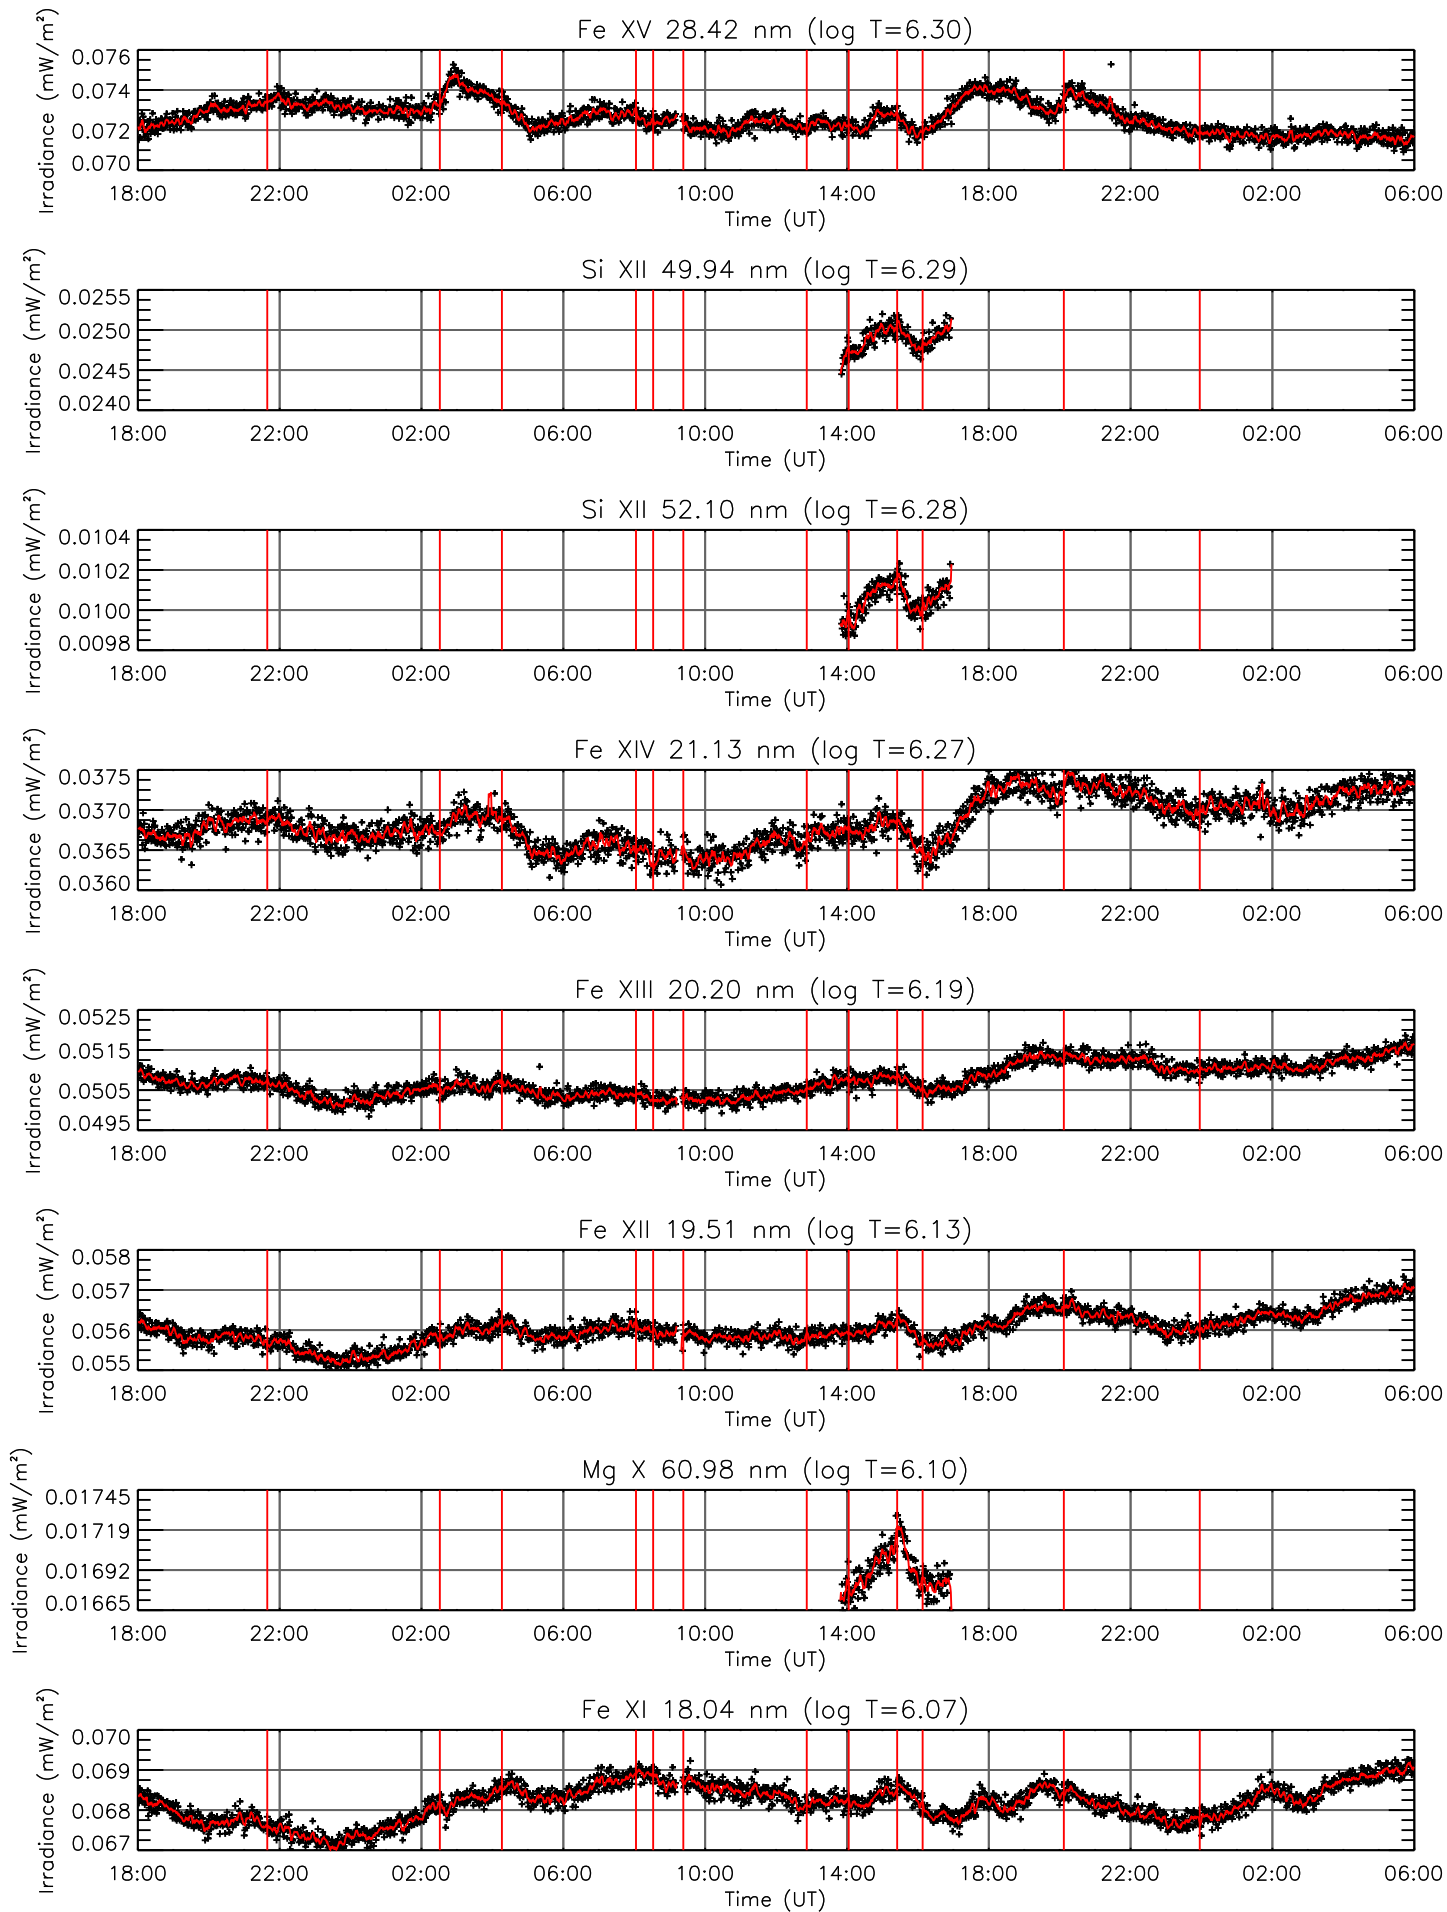 Fe XV 28.42 nm (log T=6.30)
Irradiance (mW/m²)
0.076
0.074
0.072
0.070
18:00 22:00 02:00 06:00 10:00 14:00 18:00 22:00 02:00 06:00
Time (UT)
Si XII 49.94 nm (log T=6.29)
Irradiance (mW/m²)
0.0255
0.0250
0.0245
0.0240
18:00 22:00 02:00 06:00 10:00 14:00 18:00 22:00 02:00 06:00
Time (UT)
Si XII 52.10 nm (log T=6.28)
Irradiance (mW/m²)
0.0104
0.0102
0.0100
0.0098
18:00 22:00 02:00 06:00 10:00 14:00 18:00 22:00 02:00 06:00
Time (UT)
Fe XIV 21.13 nm (log T=6.27)
Irradiance (mW/m²)
0.0375
0.0370
0.0365
0.0360
18:00 22:00 02:00 06:00 10:00 14:00 18:00 22:00 02:00 06:00
Time (UT)
Fe XIII 20.20 nm (log T=6.19)
Irradiance (mW/m²)
0.0525
0.0515
0.0505
0.0495
18:00 22:00 02:00 06:00 10:00 14:00 18:00 22:00 02:00 06:00
Time (UT)
Fe XII 19.51 nm (log T=6.13)
Irradiance (mW/m²)
0.058
0.057
0.056
0.055
18:00 22:00 02:00 06:00 10:00 14:00 18:00 22:00 02:00 06:00
Time (UT)
Mg X 60.98 nm (log T=6.10)
Irradiance (mW/m²)
0.01745
0.01719
0.01692
0.01665
18:00 22:00 02:00 06:00 10:00 14:00 18:00 22:00 02:00 06:00
Time (UT)
Fe XI 18.04 nm (log T=6.07)
Irradiance (mW/m²)
0.070
0.069
0.068
0.067
18:00 22:00 02:00 06:00 10:00 14:00 18:00 22:00 02:00 06:00
Time (UT)